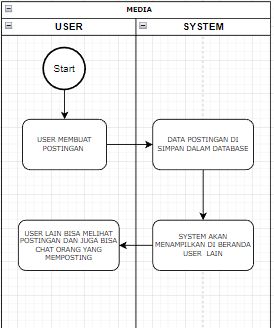 MEDIA
USER
SYSTEM
Start
USER MEMBUAT
POSTINGAN
DATA POSTINGAN DI
SIMPAN DALAM DATABASE
SYSTEM AKAN
MENAMPILKAN DI BERANDA
USER LAIN
USER LAIN BISA MELIHAT
POSTINGAN DAN JUGA BISA
CHAT ORANG YANG
MEMPOSTING